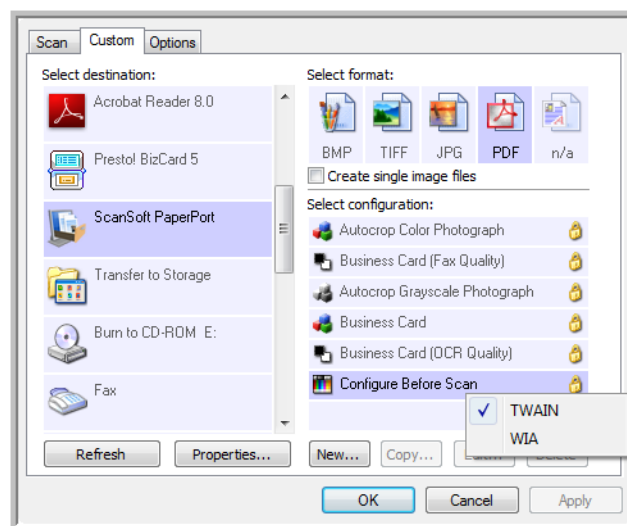 Scan Custom Options
Select destination:
Acrobat Reader 8.0
Presto! BizCard 5
ScanSoft PaperPort
Transfer to Storage
Burn to CD-ROM E:
Fax
Refresh Properties...
Select format:
BMP TIFF JPG PDF n/a
Create single image files
Select configuration:
Autocrop Color Photograph
Business Card (Fax Quality)
Autocrop Grayscale Photograph
Business Card
Business Card (OCR Quality)
Configure Before Scan
TWAIN
WIA
New... Copy...
OK Cancel Apply